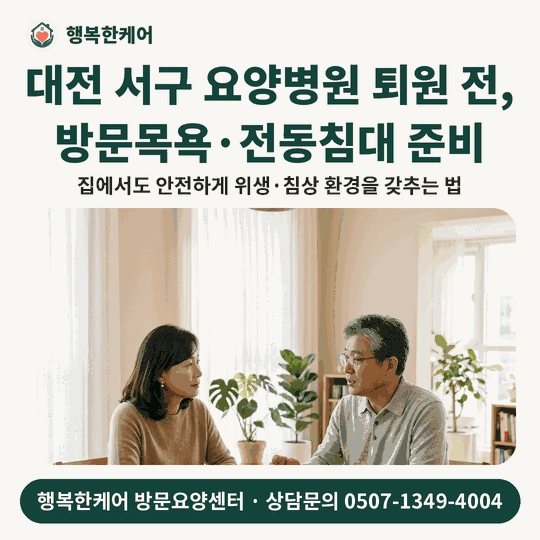 행복한케어
대전 서구 요양병원 퇴원 전,
방문목욕·전동침대 준비
집에서도 안전하게 위생·침상 환경을 갖추는 법
행복한케어 방문요양센터 · 상담문의 0507-1349-4004